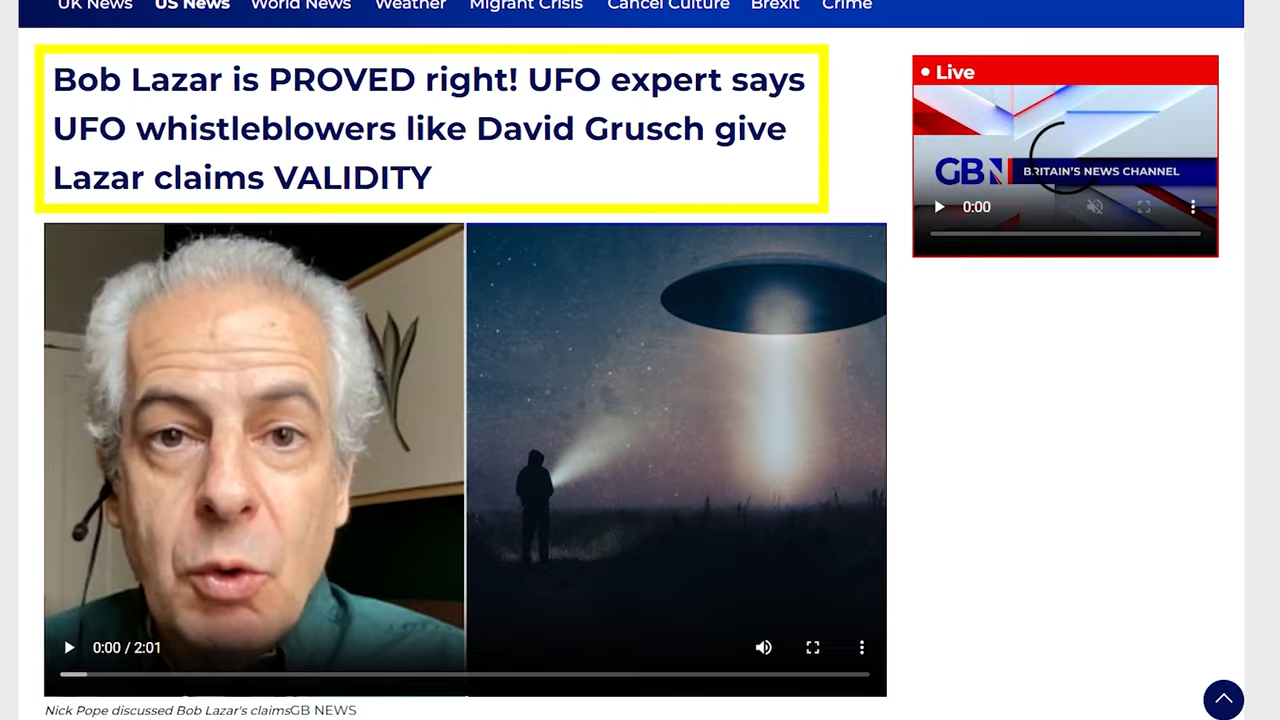 UK News US News World News Weather Migrant Crisis Cancel Culture Brexit Crime
Bob Lazar is PROVED right! UFO expert says
UFO whistleblowers like David Grusch give
Lazar claims VALIDITY
Live
GBN BRITAIN'S NEWS CHANNEL
0:00
0:00 / 2:01
Nick Pope discussed Bob Lazar's claimsGB NEWS